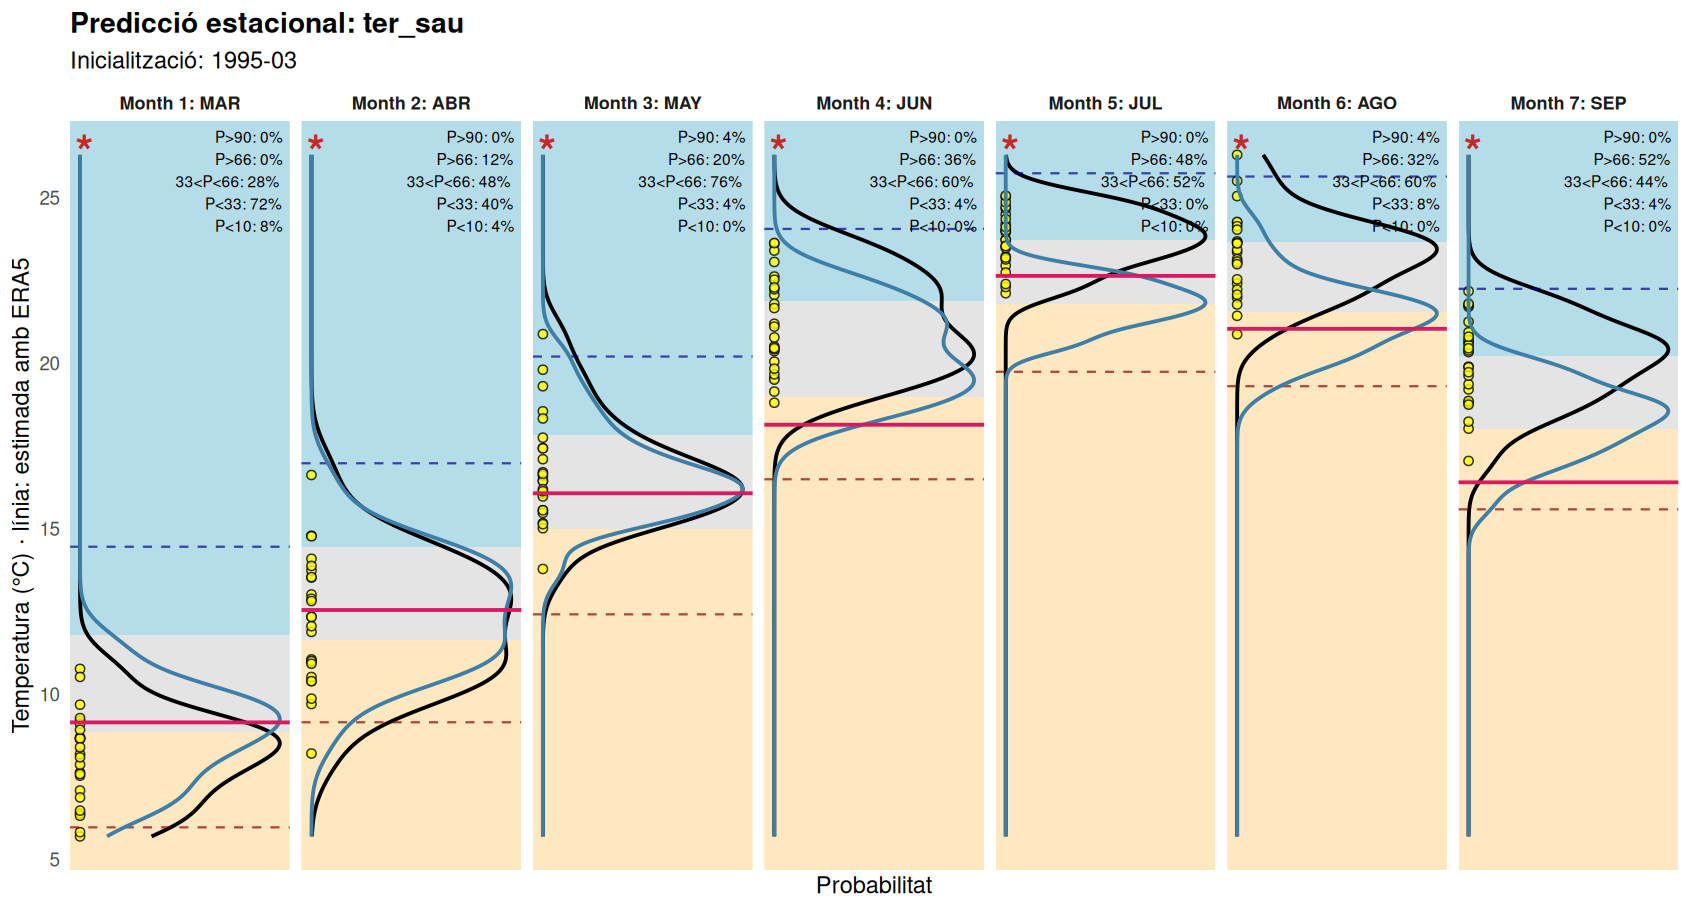 Predicció estacional: ter_sau
Inicialització: 1995-03
Month 1: MAR
Month 2: ABR
Month 3: MAY
Month 4: JUN
Month 5: JUL
Month 6: AGO
Month 7: SEP
*
P>90: 0%
P>66: 0%
33<P<66: 28%
P<33: 72%
P<10: 8%
*
P>90: 0%
P>66: 12%
33<P<66: 48%
P<33: 40%
P<10: 4%
*
P>90: 4%
P>66: 20%
33<P<66: 76%
P<33: 4%
P<10: 0%
*
P>90: 0%
P>66: 36%
33<P<66: 60%
P<33: 4%
P<10: 0%
*
P>90: 0%
P>66: 48%
33<P<66: 52%
P<33: 0%
P<10: 0%
*
P>90: 4%
P>66: 32%
33<P<66: 60%
P<33: 8%
P<10: 0%
*
P>90: 0%
P>66: 52%
33<P<66: 44%
P<33: 4%
P<10: 0%
25
20
15
10
5
Temperatura (°C) · línia: estimada amb ERA5
Probabilitat